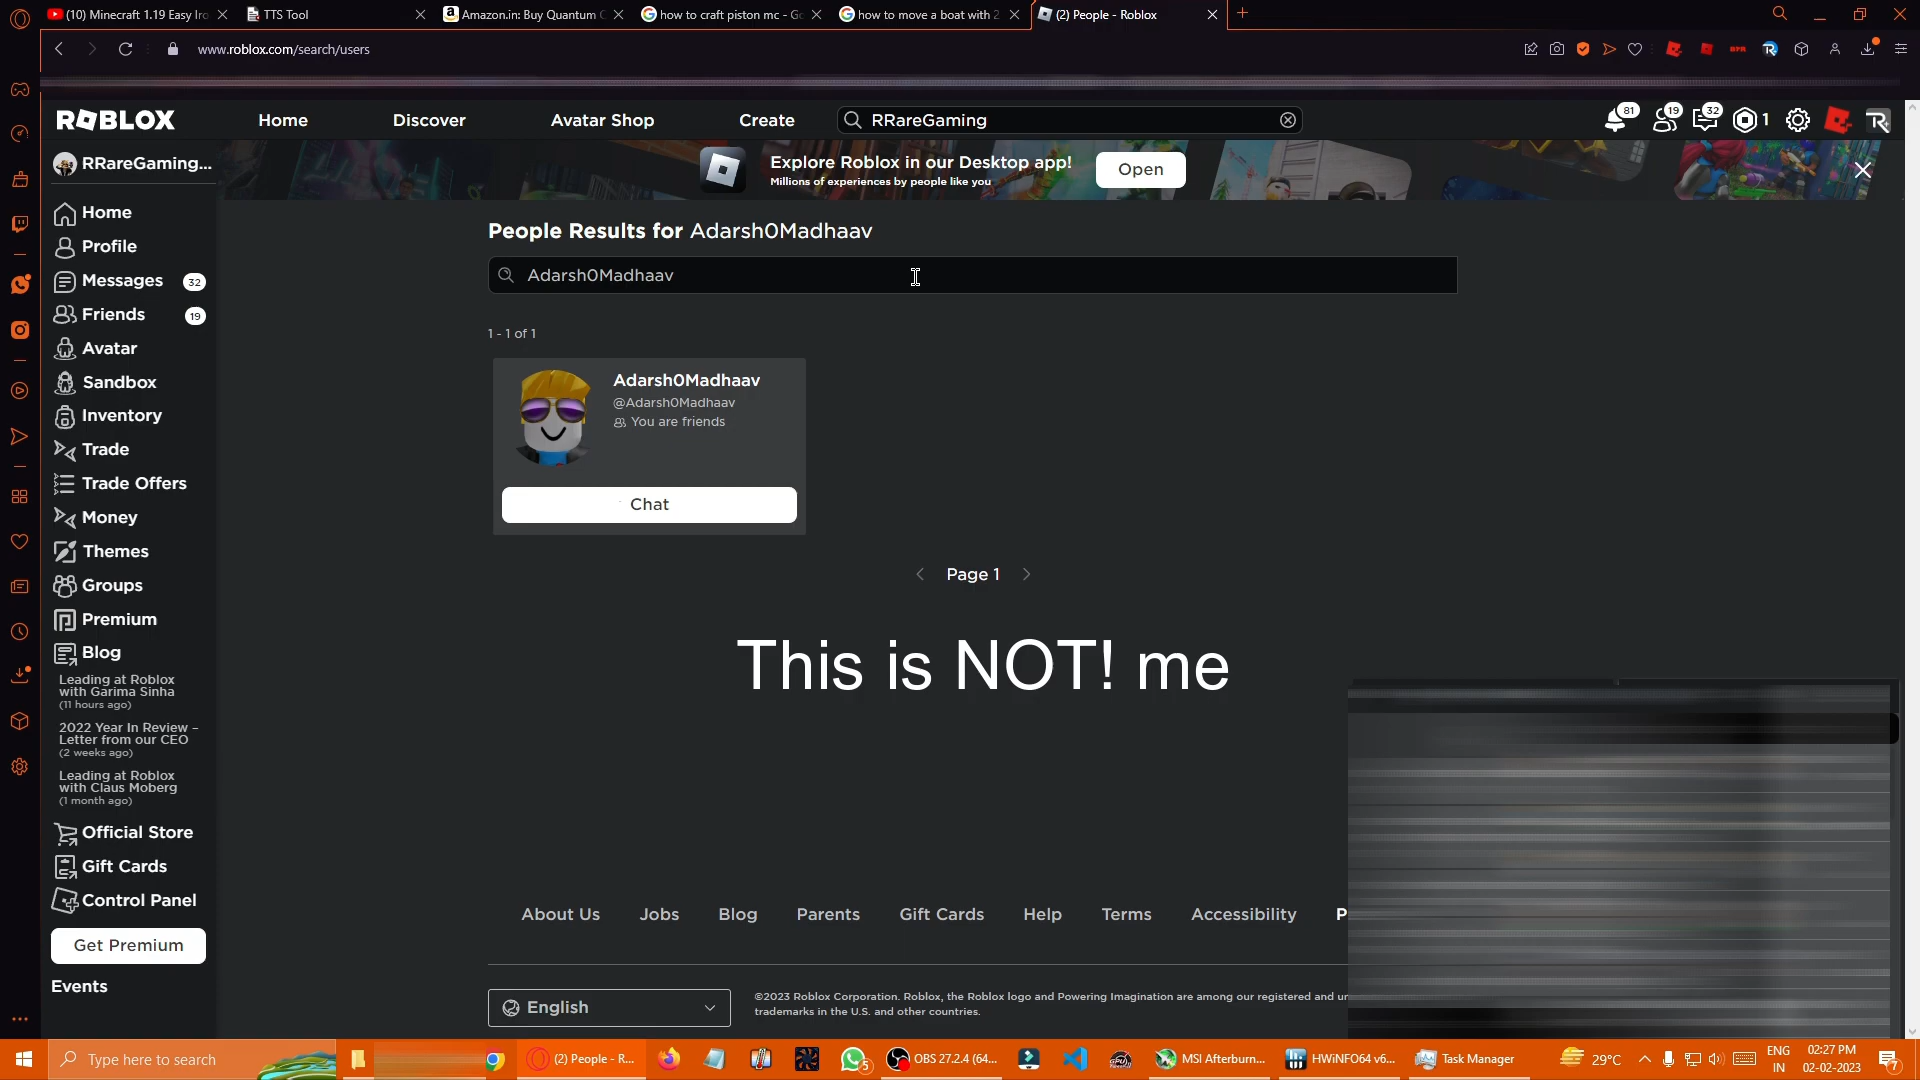 (10) Minecraft 1.19 Easy Iro
TTS Tool
Amazon.in: Buy Quantum
how to craft piston mc - Go
how to move a boat with 2
(2) People - Roblox
www.roblox.com/search/users
ROBLOX
Home
Discover
Avatar Shop
Create
RRareGaming
81
19
32
1
RRareGaming...
Explore Roblox in our Desktop app!
Millions of experiences by people like you
Open
Home
Profile
Messages 32
Friends 19
Avatar
Sandbox
Inventory
Trade
Trade Offers
Money
Themes
Groups
Premium
Blog
Leading at Roblox
with Garima Sinha
(11 hours ago)
2022 Year In Review –
Letter from our CEO
(2 weeks ago)
Leading at Roblox
with Claus Moberg
(1 month ago)
Official Store
Gift Cards
Control Panel
Get Premium
Events
People Results for Adarsh0Madhaav
Adarsh0Madhaav
1 - 1 of 1
Adarsh0Madhaav
@Adarsh0Madhaav
You are friends
Chat
Page 1
This is NOT! me
About Us
Jobs
Blog
Parents
Gift Cards
Help
Terms
Accessibility
P
English
©2023 Roblox Corporation. Roblox, the Roblox logo and Powering Imagination are among our registered and un
trademarks in the U.S. and other countries.
Type here to search
(2) People - R...
5
OBS 27.2.4 (64...
MSI Afterburn...
HWiNFO64 v6...
Task Manager
29°C
ENG
IN
02:27 PM
02-02-2023
7